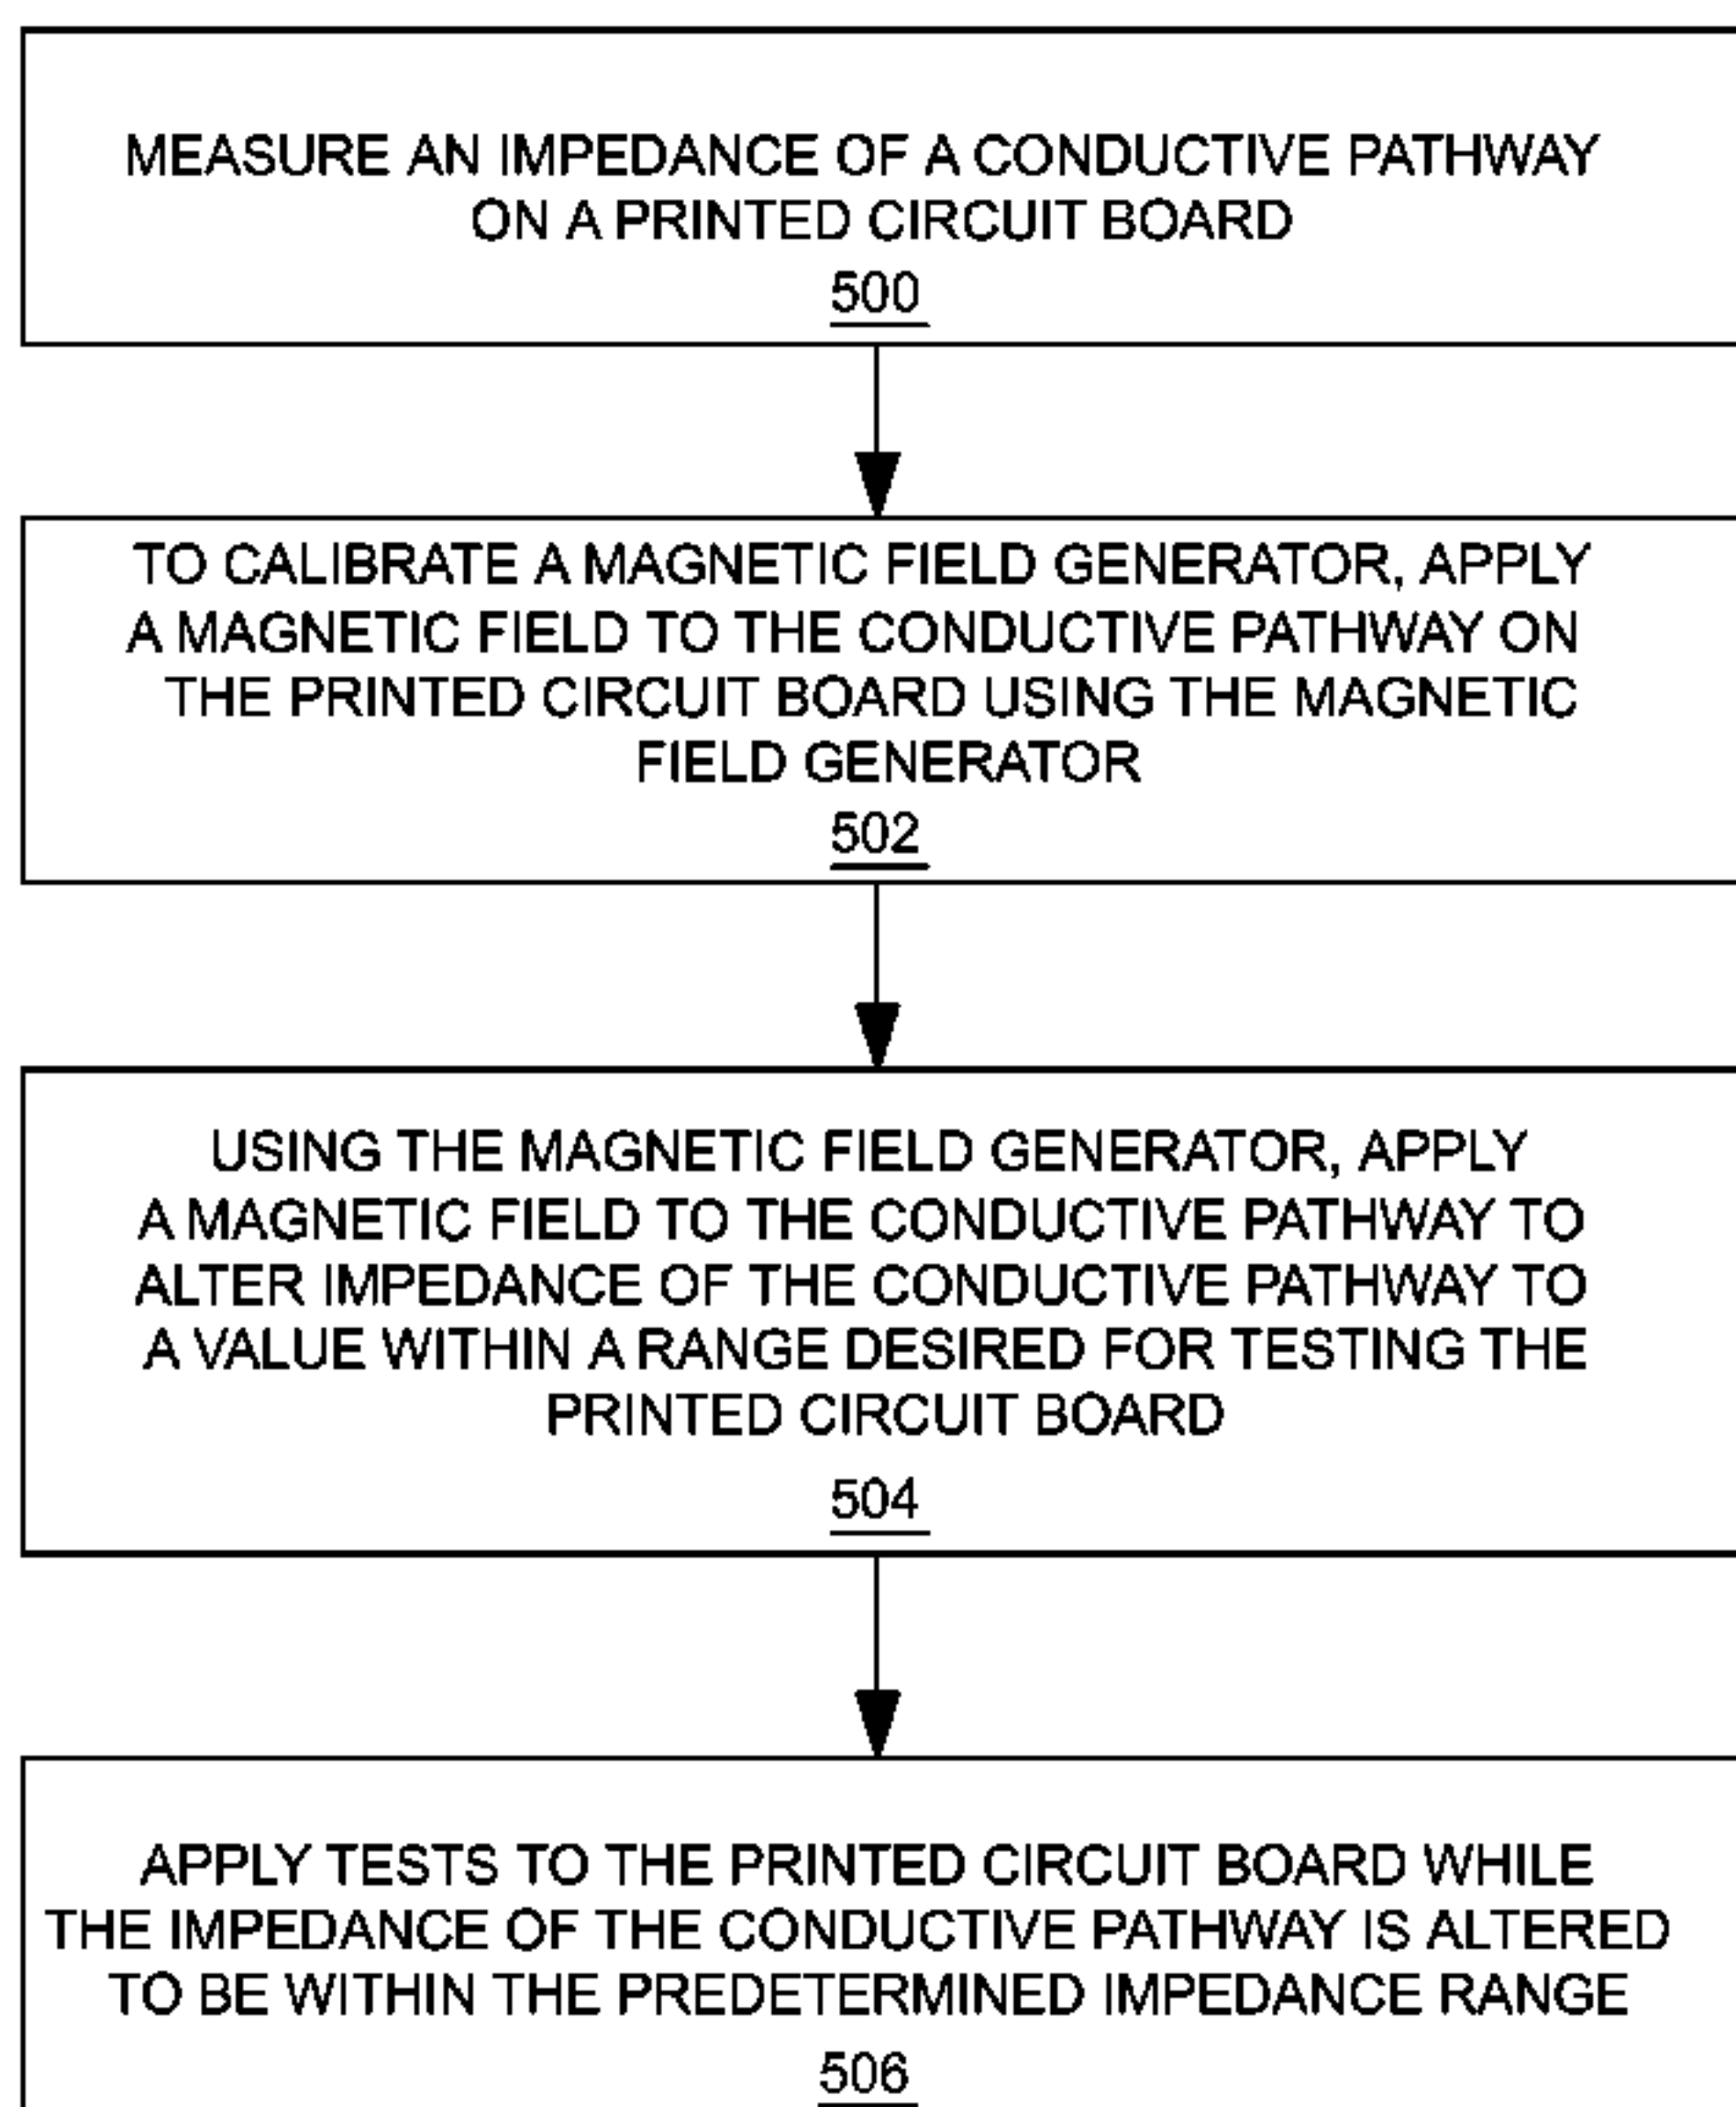 MEASURE AN IMPEDANCE OF A CONDUCTIVE PATHWAY
ON A PRINTED CIRCUIT BOARD
500
TO CALIBRATE A MAGNETIC FIELD GENERATOR, APPLY
A MAGNETIC FIELD TO THE CONDUCTIVE PATHWAY ON
THE PRINTED CIRCUIT BOARD USING THE MAGNETIC
FIELD GENERATOR
502
USING THE MAGNETIC FIELD GENERATOR, APPLY
A MAGNETIC FIELD TO THE CONDUCTIVE PATHWAY TO
ALTER IMPEDANCE OF THE CONDUCTIVE PATHWAY TO
A VALUE WITHIN A RANGE DESIRED FOR TESTING THE
PRINTED CIRCUIT BOARD
504
APPLY TESTS TO THE PRINTED CIRCUIT BOARD WHILE
THE IMPEDANCE OF THE CONDUCTIVE PATHWAY IS ALTERED
TO BE WITHIN THE PREDETERMINED IMPEDANCE RANGE
506